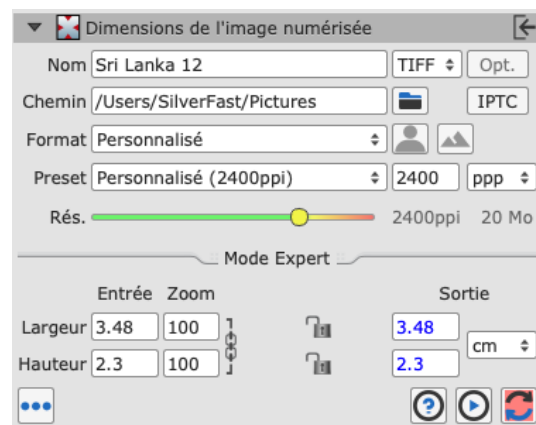 Dimensions de l'image numérisée
Nom Sri Lanka 12 TIFF Opt.
Chemin /Users/SilverFast/Pictures IPTC
Format Personnalisé
Preset Personnalisé (2400ppi) 2400 ppp
Rés. 2400ppi 20 Mo
Mode Expert
Entrée Zoom Sortie
Largeur 3.48 100 3.48
cm
Hauteur 2.3 100 2.3